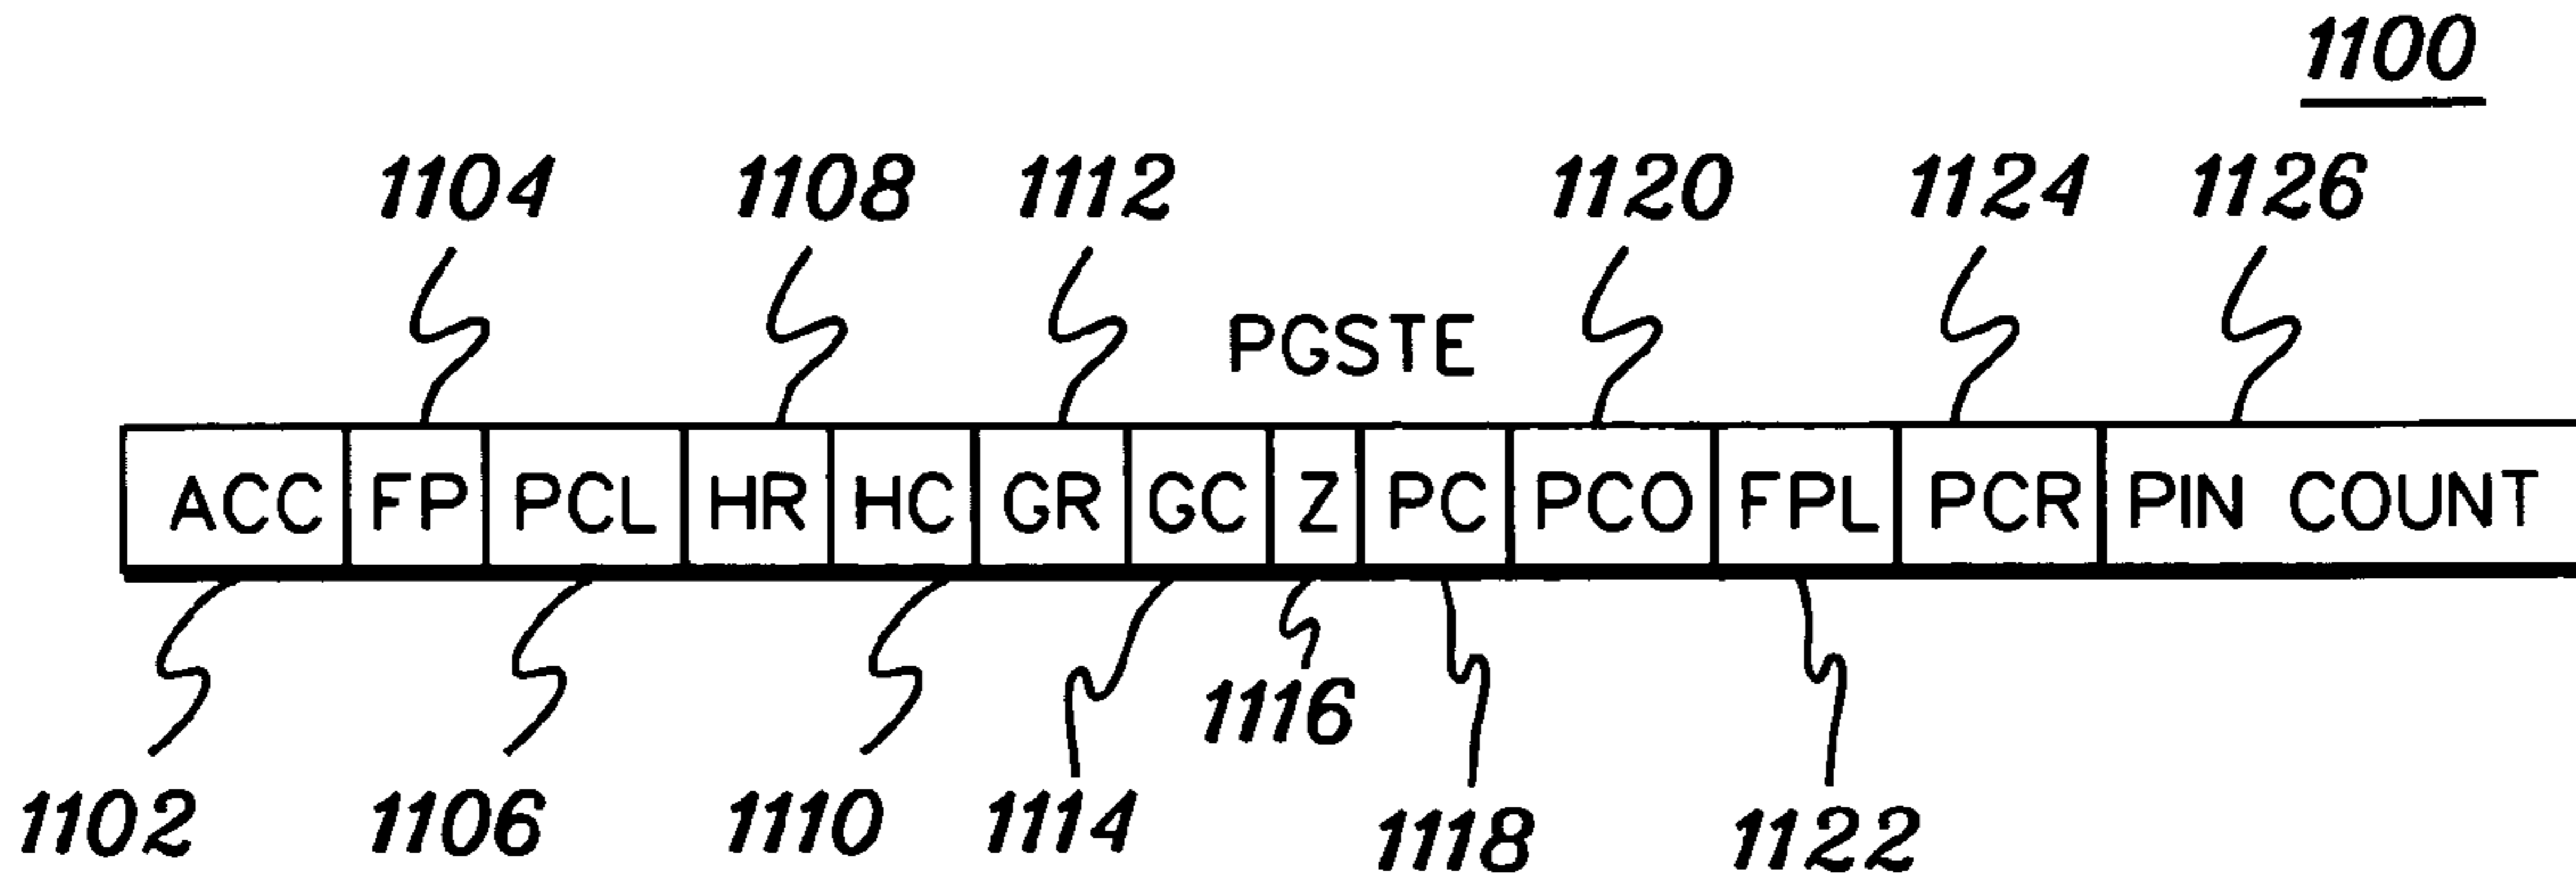 1100
1104 1108 1112 1120 1124 1126
PGSTE
ACC FP PCL HR HC GR GC Z PC PCO FPL PCR PIN COUNT
1116
1102 1106 1110 1114 1118 1122